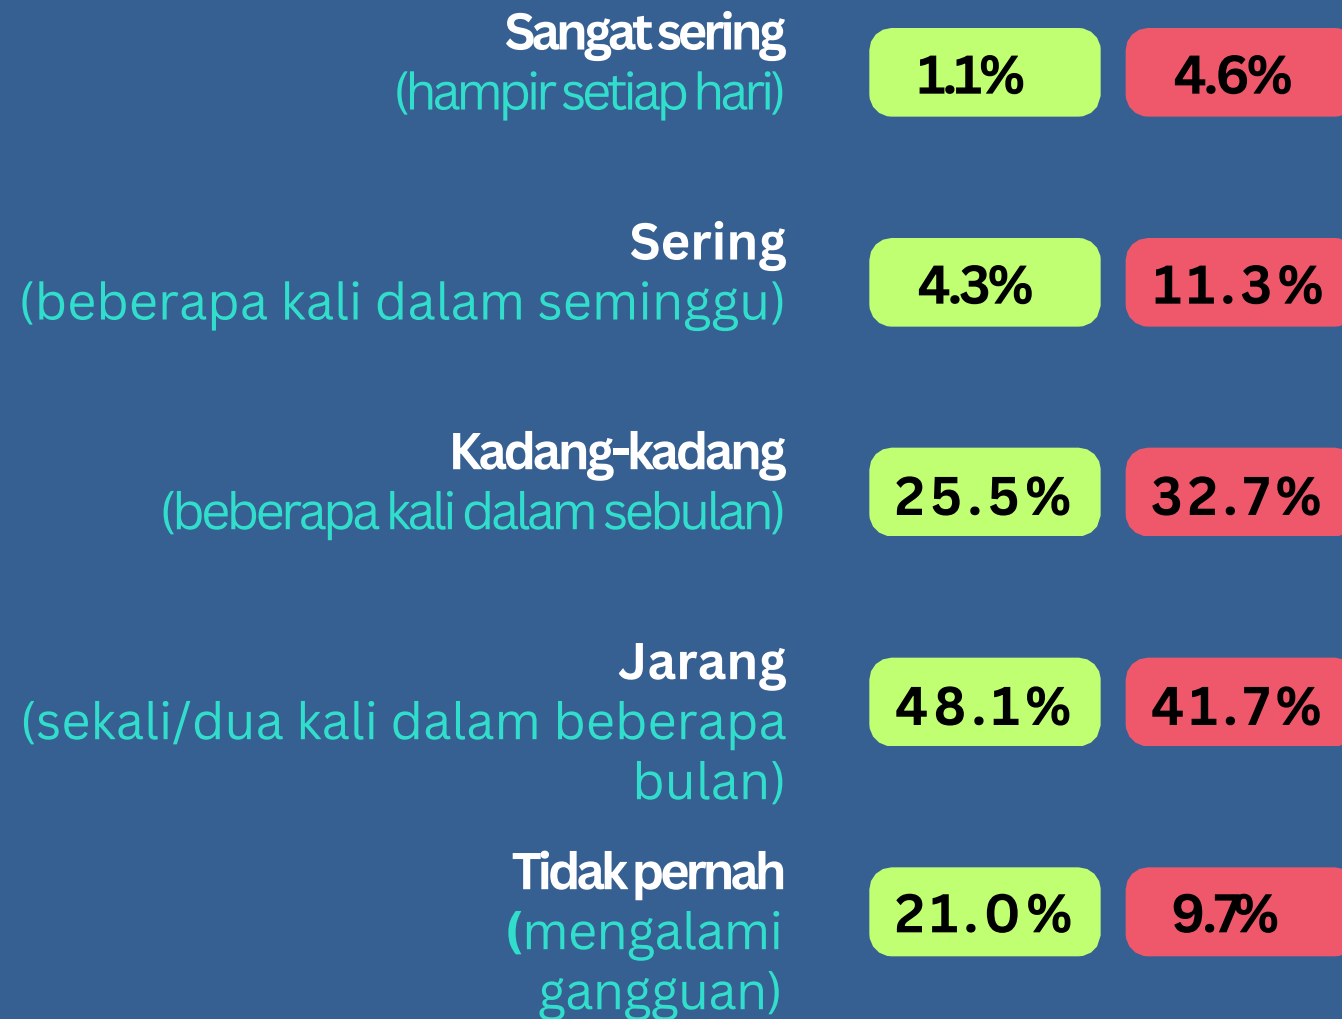 Sangat sering
(hampir setiap hari)
1.1%
4.6%
Sering
(beberapa kali dalam seminggu)
4.3%
11.3%
Kadang-kadang
(beberapa kali dalam sebulan)
25.5%
32.7%
Jarang
(sekali/dua kali dalam beberapa
bulan)
48.1%
41.7%
Tidak pernah
(mengalami
gangguan)
21.0%
9.7%